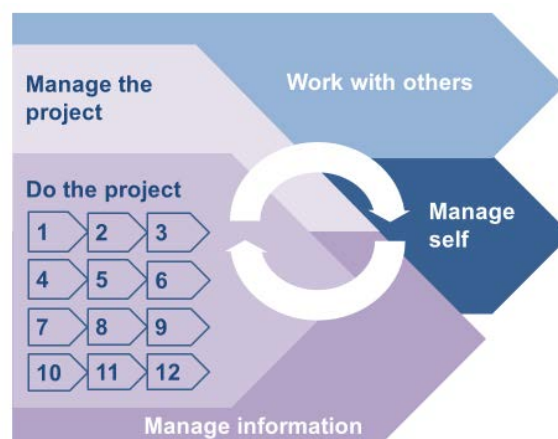 Manage the
project
Work with others
Do the project
1 2 3
Manage
self
4 5 6
7 8 9
10 11 12
Manage information